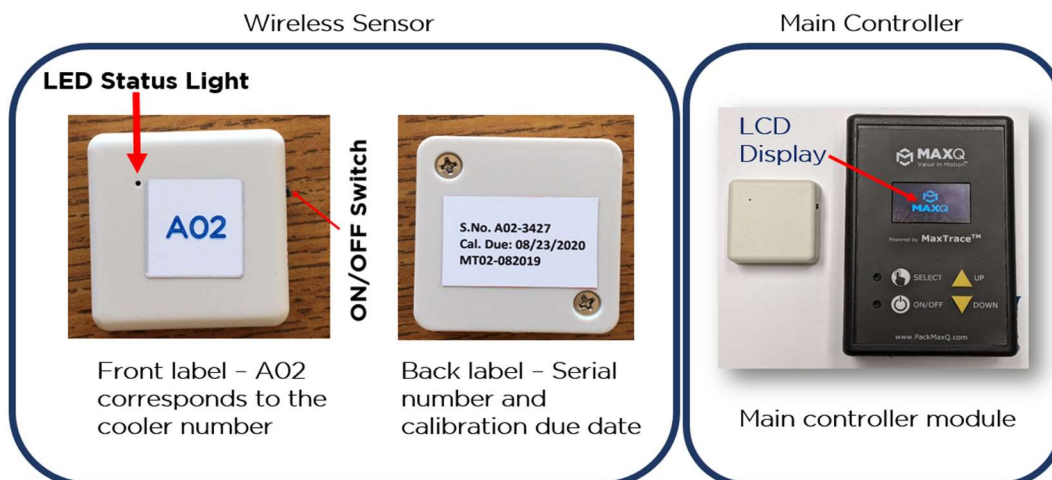 Wireless Sensor
LED Status Light
A02
ON/OFF Switch
S.No. A02-3427
Cal. Due: 08/23/2020
MT02-082019
Front label – A02
corresponds to the
cooler number
Back label – Serial
number and
calibration due date
Main Controller
LCD
Display
MAXQ
Value In Motion™
MAXQ
Powered by MaxTrace™
SELECT
UP
ON/OFF
DOWN
www.PackMaxQ.com
Main controller module